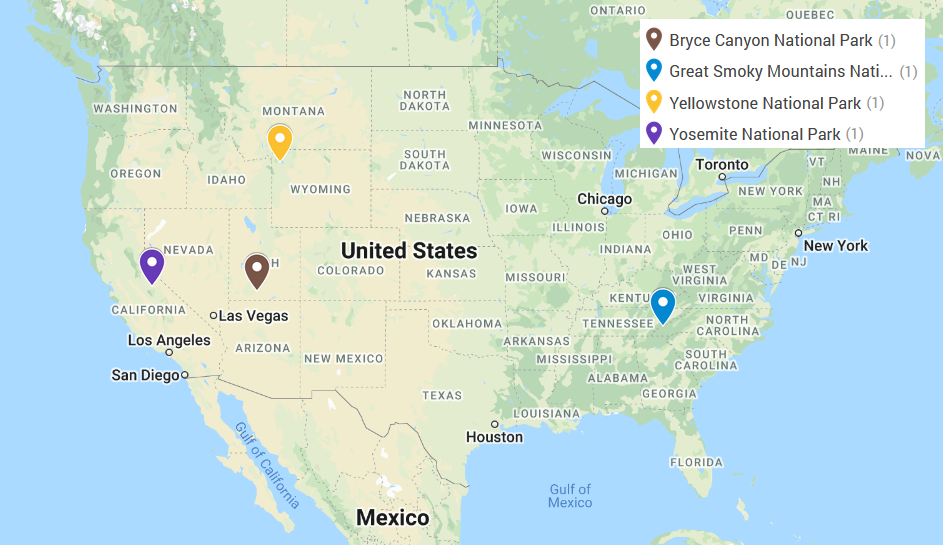 ONTARIO
QUEBEC
Bryce Canyon National Park (1)
Great Smoky Mountains Nati... (1)
Yellowstone National Park (1)
Yosemite National Park (1)
WASHINGTON
MONTANA
NORTH
DAKOTA
MINNESOTA
OREGON
IDAHO
WYOMING
SOUTH
DAKOTA
WISCONSIN
MICHIGAN
Toronto
VT
MAINE
NOVA
NH
NEW YORK
MA
CT RI
Chicago
IOWA
NEBRASKA
ILLINOIS
INDIANA
OHIO
PENN
New York
NEVADA
H
United States
COLORADO
KANSAS
MISSOURI
WEST
VIRGINIA
MD
DE
NJ
KENTU
VIRGINIA
CALIFORNIA
Las Vegas
OKLAHOMA
TENNESSEE
NORTH
CAROLINA
Los Angeles
ARIZONA
NEW MEXICO
ARKANSAS
MISSISSIPPI
SOUTH
CAROLINA
San Diego
ALABAMA
GEORGIA
TEXAS
LOUISIANA
Houston
FLORIDA
Gulf of California
Gulf of
Mexico
Mexico